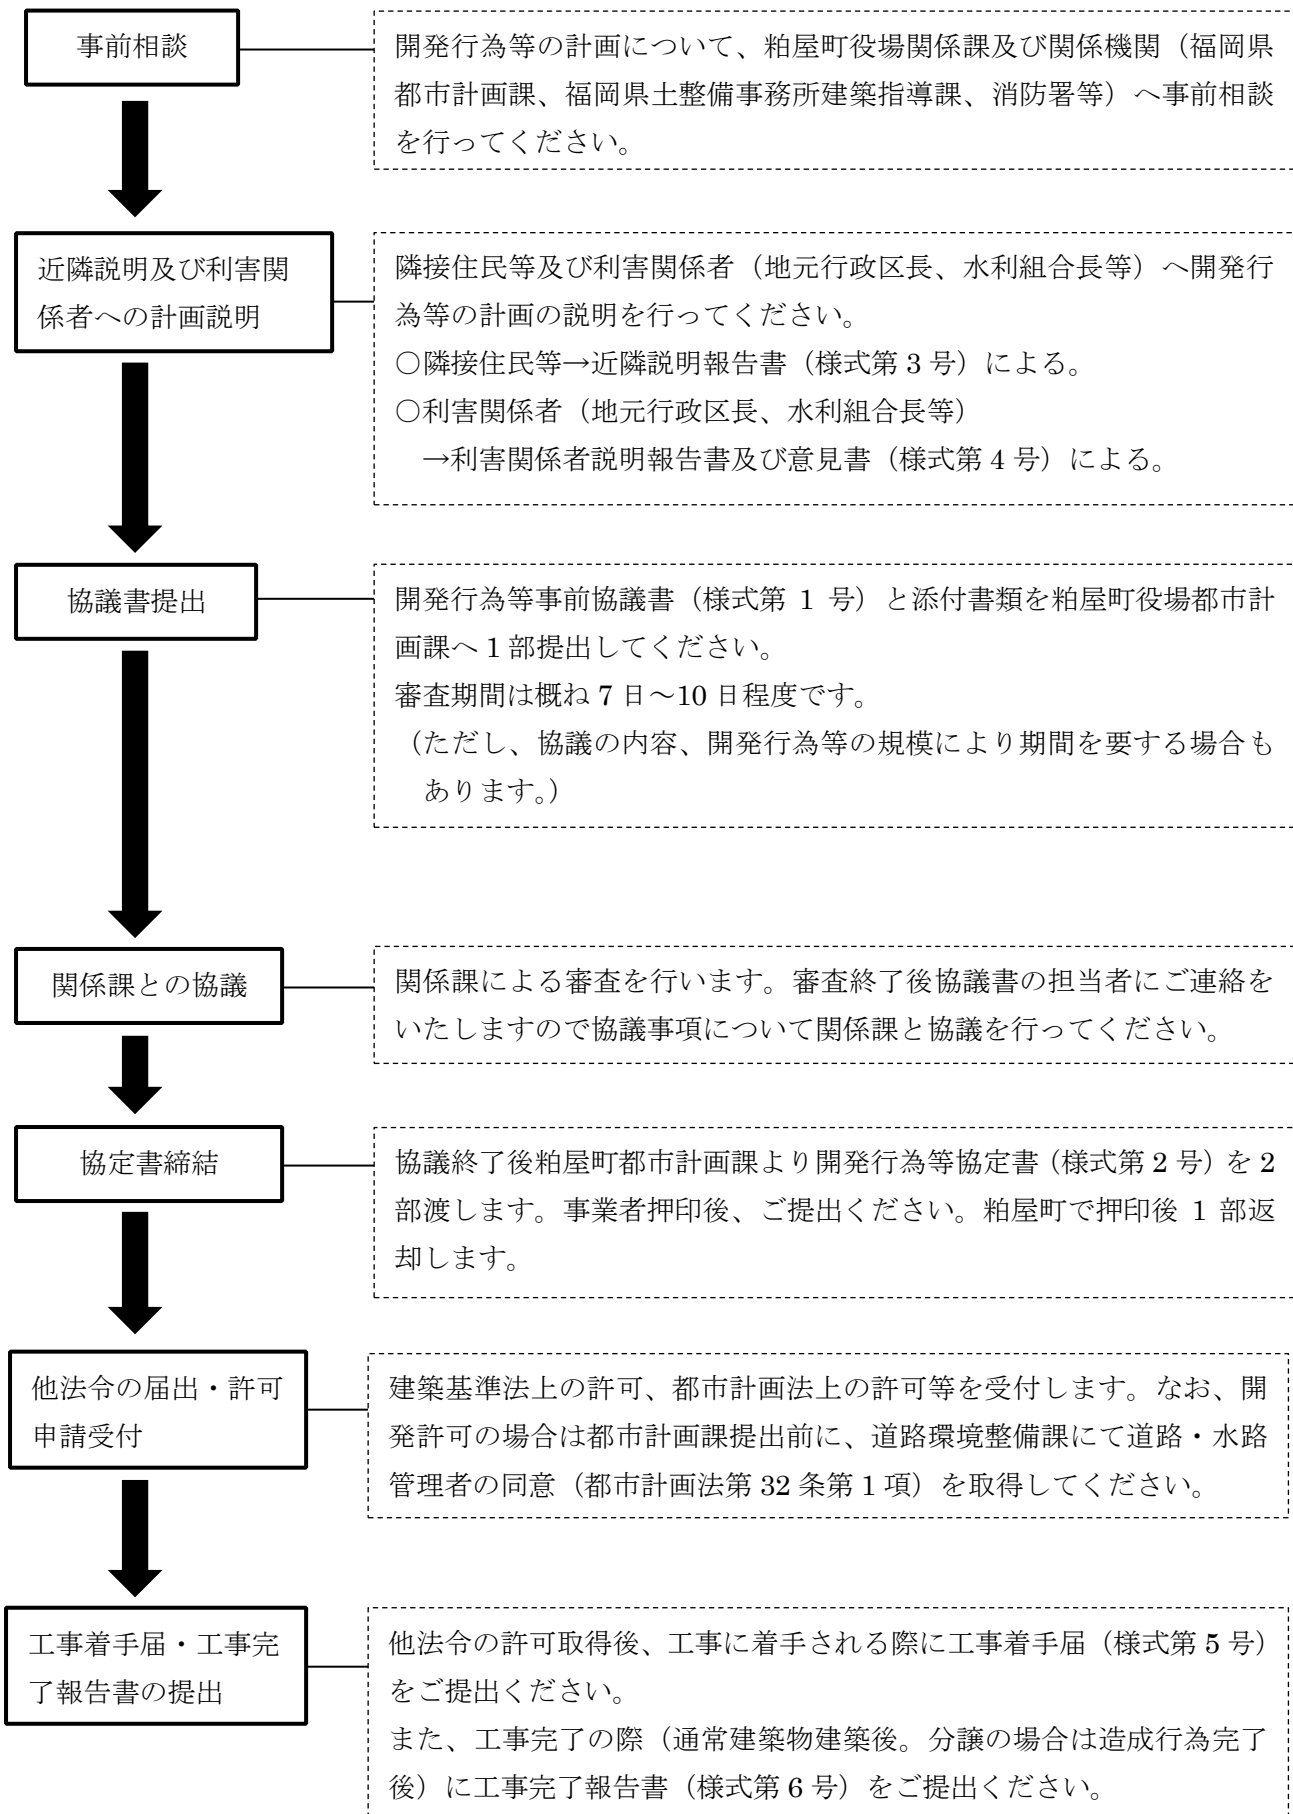 事前相談
開発行為等の計画について、粕屋町役場関係課及び関係機関（福岡県
都市計画課、福岡県土整備事務所建築指導課、消防署等）へ事前相談
を行ってください。
近隣説明及び利害関
係者への計画説明
隣接住民等及び利害関係者（地元行政区長、水利組合長等）へ開発行
為等の計画の説明を行ってください。
○隣接住民等→近隣説明報告書（様式第 3 号）による。
○利害関係者（地元行政区長、水利組合長等）
→利害関係者説明報告書及び意見書（様式第 4 号）による。
協議書提出
開発行為等事前協議書（様式第 1 号）と添付書類を粕屋町役場都市計
画課へ 1 部提出してください。
審査期間は概ね 7 日～10 日程度です。
（ただし、協議の内容、開発行為等の規模により期間を要する場合も
あります。）
関係課との協議
関係課による審査を行います。審査終了後協議書の担当者にご連絡を
いたしますので協議事項について関係課と協議を行ってください。
協定書締結
協議終了後粕屋町都市計画課より開発行為等協定書（様式第 2 号）を 2
部渡します。事業者押印後、ご提出ください。粕屋町で押印後 1 部返
却します。
他法令の届出・許可
申請受付
建築基準法上の許可、都市計画法上の許可等を受付します。なお、開
発許可の場合は都市計画課提出前に、道路環境整備課にて道路・水路
管理者の同意（都市計画法第 32 条第 1 項）を取得してください。
工事着手届・工事完
了報告書の提出
他法令の許可取得後、工事に着手される際に工事着手届（様式第 5 号）
をご提出ください。
また、工事完了の際（通常建築物建築後。分譲の場合は造成行為完了
後）に工事完了報告書（様式第 6 号）をご提出ください。